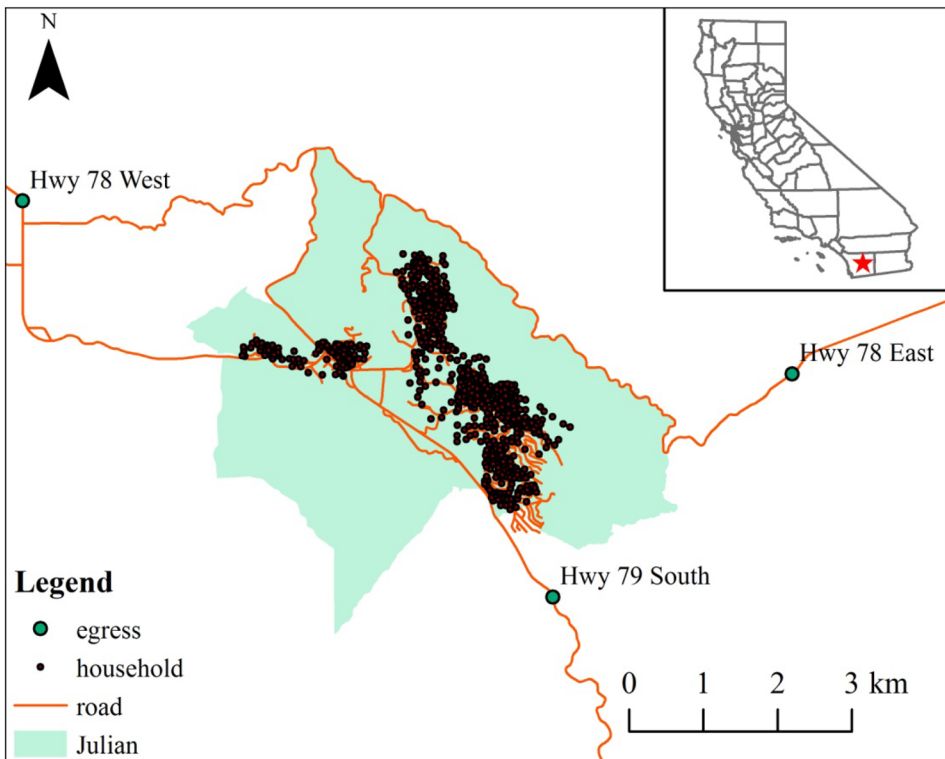 N
Hwy 78 West
Hwy 78 East
Hwy 79 South
Legend
egress
household
road
Julian
0 1 2 3 km